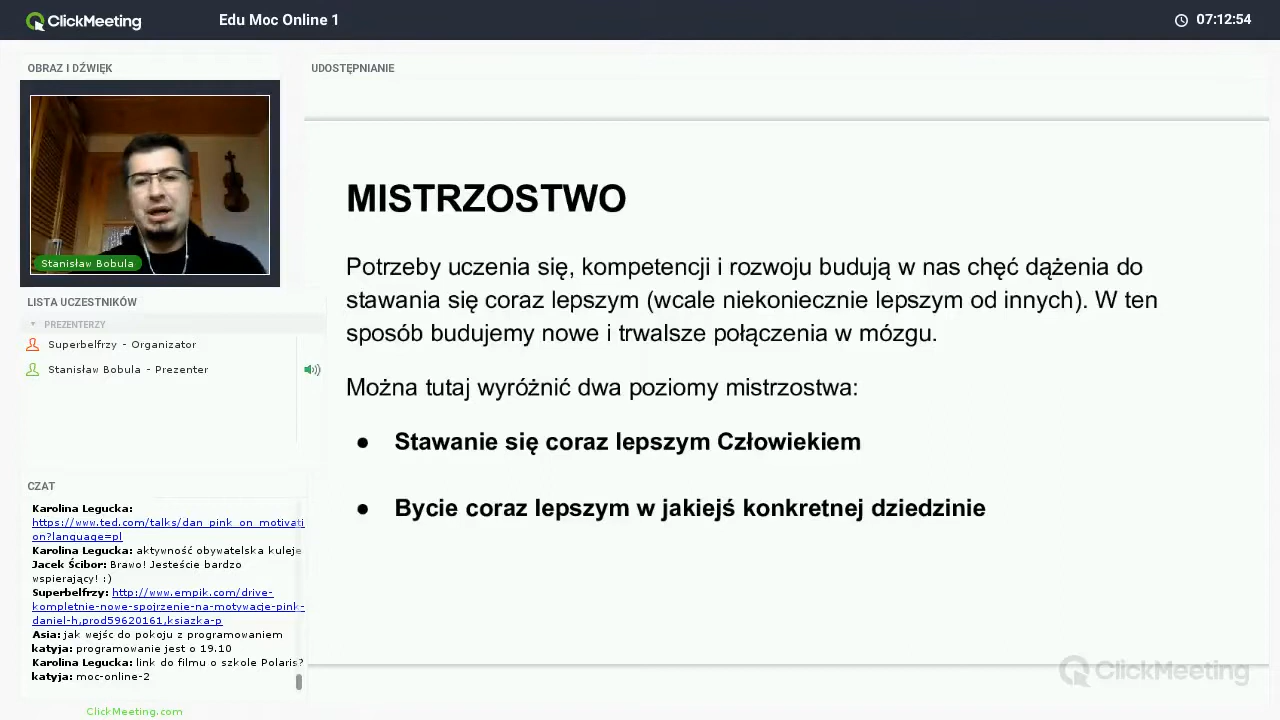 ClickMeeting
Edu Moc Online 1
07:12:54
OBRAZ I DŹWIĘK
Stanisław Bobula
LISTA UCZESTNIKÓW
PREZENTERZY
Superbelfrzy - Organizator
Stanisław Bobula - Prezenter
CZAT
Karolina Legucka:
https://www.ted.com/talks/dan_pink_on_motivati
on?language=pl
Karolina Legucka: aktywność obywatelska kuleje
Jacek Ścibor: Brawo! Jesteście bardzo
wspierający! :)
Superbelfrzy: http://www.empik.com/drive-
kompletnie-nowe-spojrzenie-na-motywacje-pink-
daniel-h,prod59620161,ksiazka-p
Asia: jak wejśc do pokoju z programowaniem
katyja: programowanie jest o 19.10
Karolina Legucka: link do filmu o szkole Polaris?
katyja: moc-online-2
ClickMeeting.com
UDOSTĘPNIANIE
MISTRZOSTWO
Potrzeby uczenia się, kompetencji i rozwoju budują w nas chęć dążenia do
stawania się coraz lepszym (wcale niekoniecznie lepszym od innych). W ten
sposób budujemy nowe i trwalsze połączenia w mózgu.
Można tutaj wyróżnić dwa poziomy mistrzostwa:
● Stawanie się coraz lepszym Człowiekiem
● Bycie coraz lepszym w jakiejś konkretnej dziedzinie
ClickMeeting